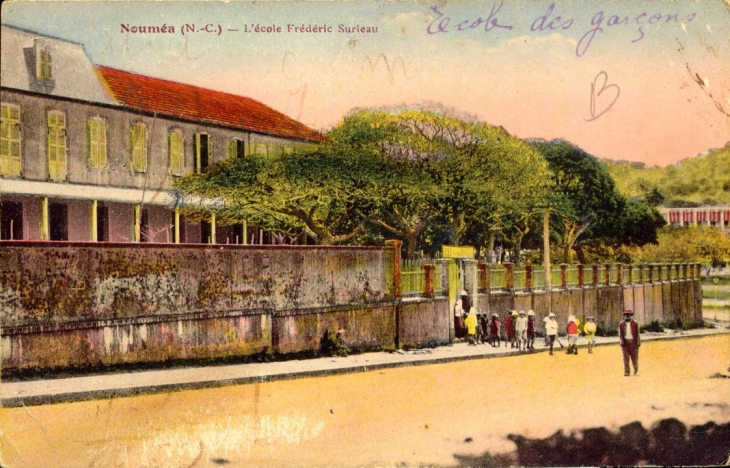 Nouméa (N.-C.) — L'école Frédéric Surleau
Ecole des garçons
B